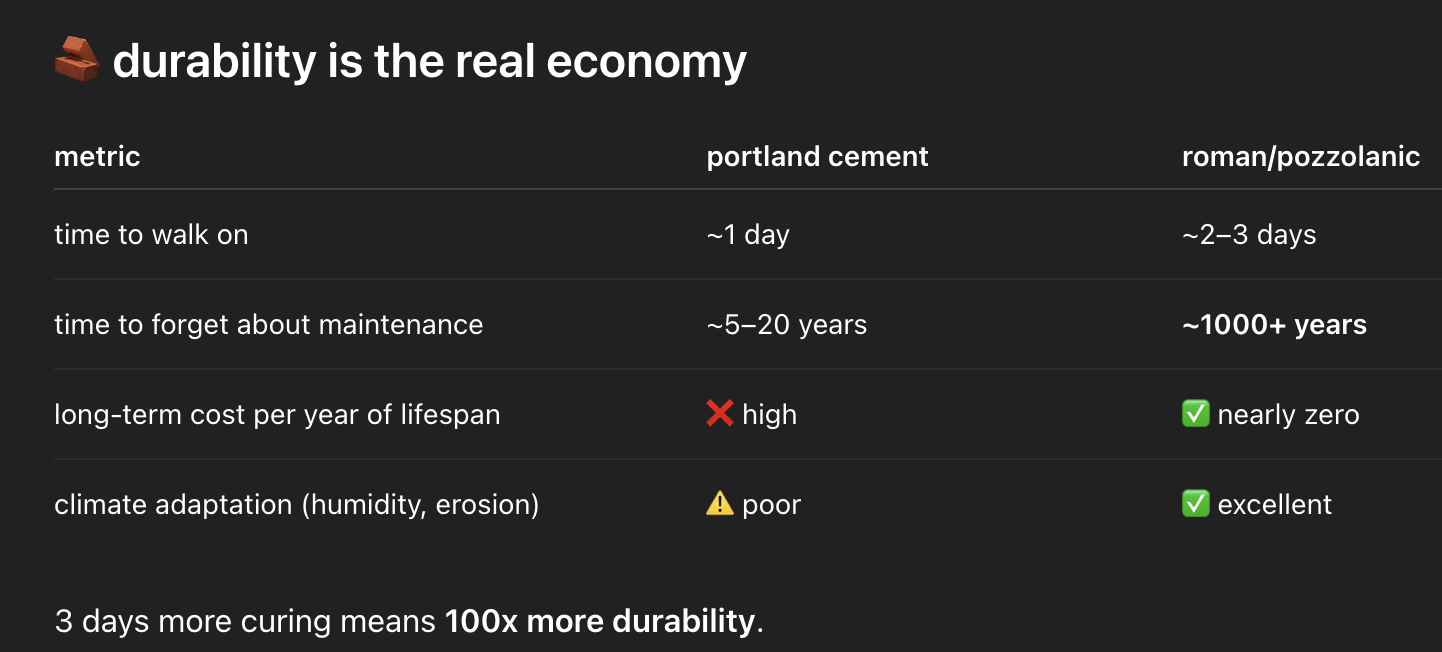 🧱 durability is the real economy
metric portland cement roman/pozzolanic
time to walk on ~1 day ~2–3 days
time to forget about maintenance ~5–20 years ~1000+ years
long-term cost per year of lifespan ❌ high ✅ nearly zero
climate adaptation (humidity, erosion) ⚠️ poor ✅ excellent
3 days more curing means 100x more durability.